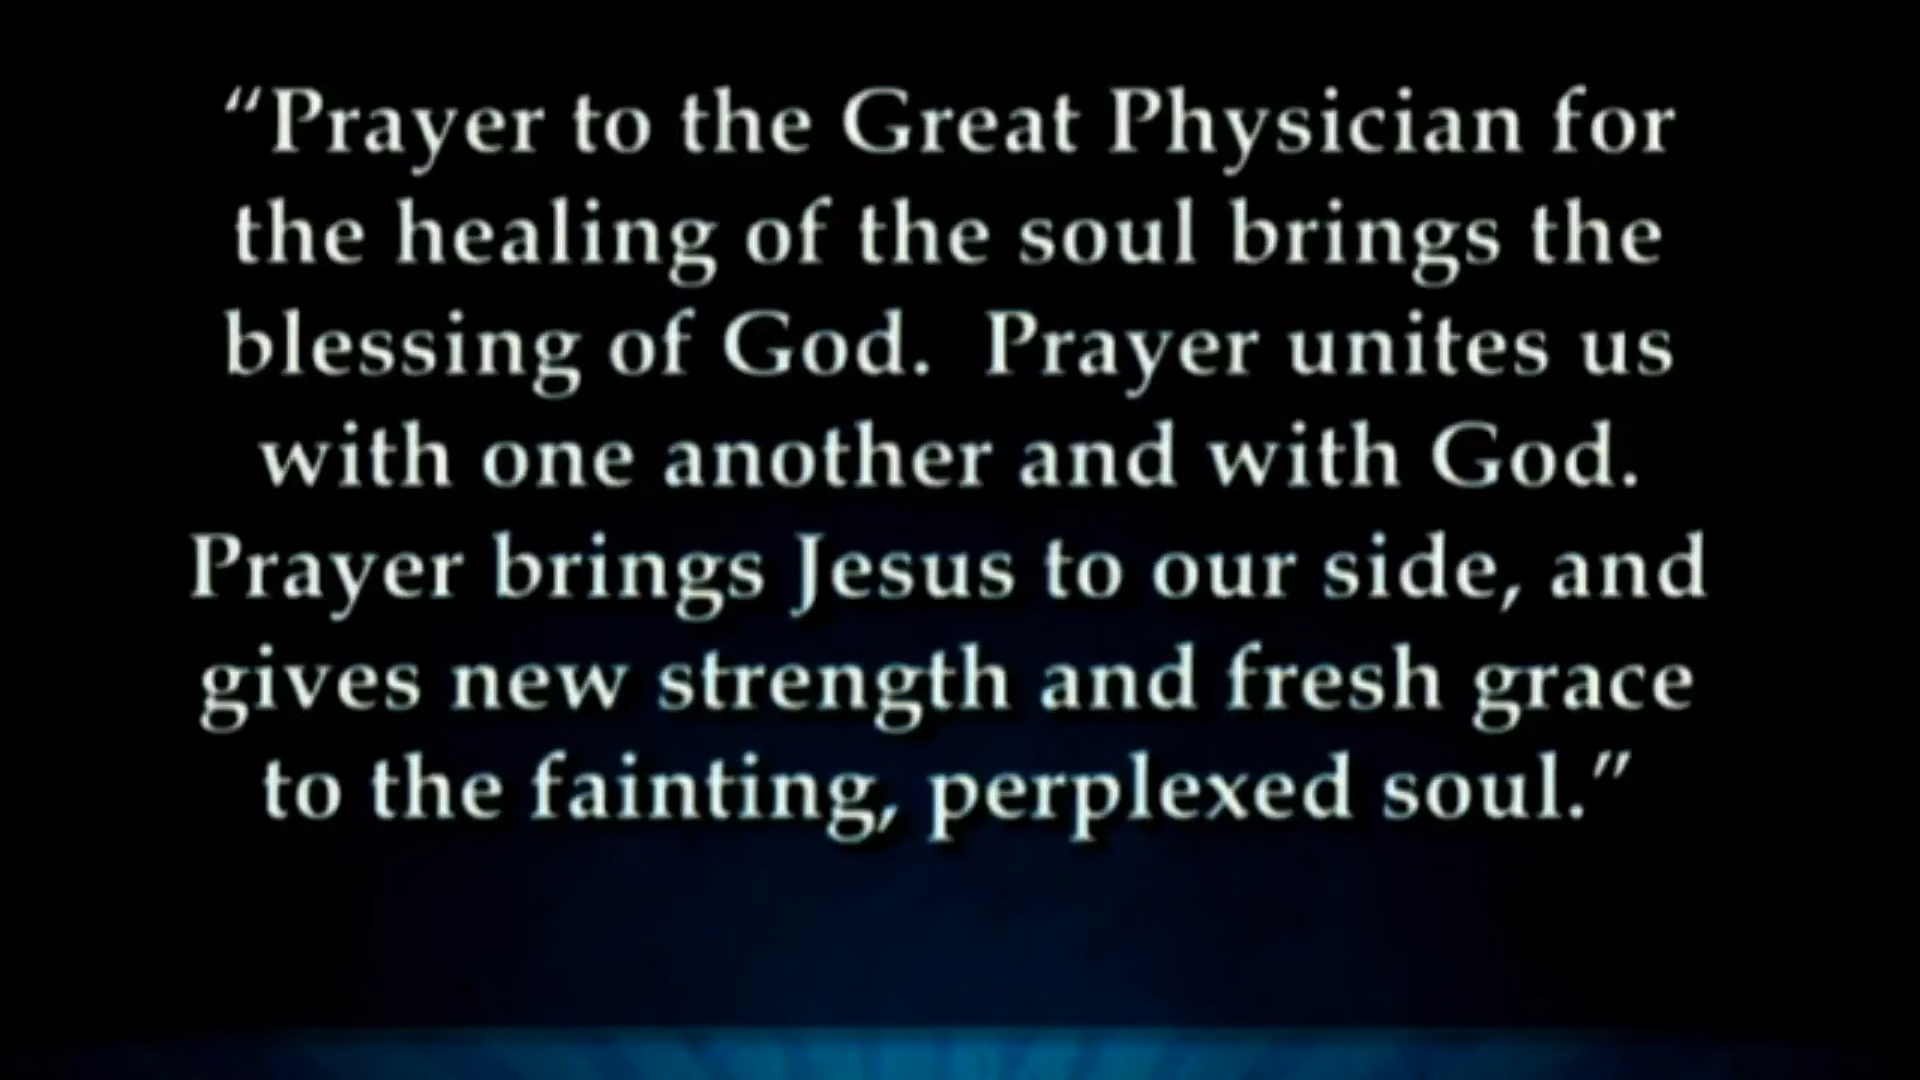 “Prayer to the Great Physician for
the healing of the soul brings the
blessing of God.  Prayer unites us
with one another and with God.
Prayer brings Jesus to our side, and
gives new strength and fresh grace
to the fainting, perplexed soul.”